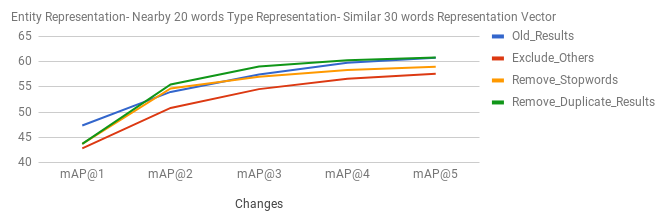 Entity Representation- Nearby 20 words Type Representation- Similar 30 words Representation Vector
65
60
55
50
45
40
mAP@1
mAP@2
mAP@3
mAP@4
mAP@5
Changes
Old_Results
Exclude_Others
Remove_Stopwords
Remove_Duplicate_Results